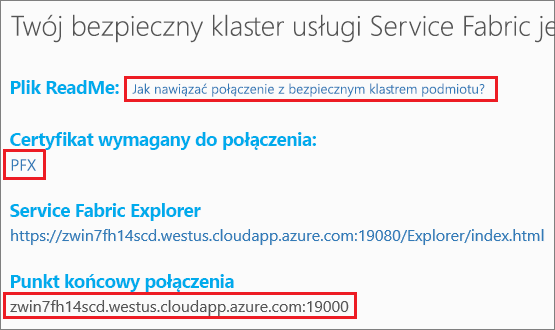 Twój bezpieczny klaster usługi Service Fabric je
Plik ReadMe: Jak nawiązać połączenie z bezpiecznym klastrem podmiotu?
Certyfikat wymagany do połączenia:
PFX
Service Fabric Explorer
https://zwin7fh14scd.westus.cloudapp.azure.com:19080/Explorer/index.html
Punkt końcowy połączenia
zwin7fh14scd.westus.cloudapp.azure.com:19000